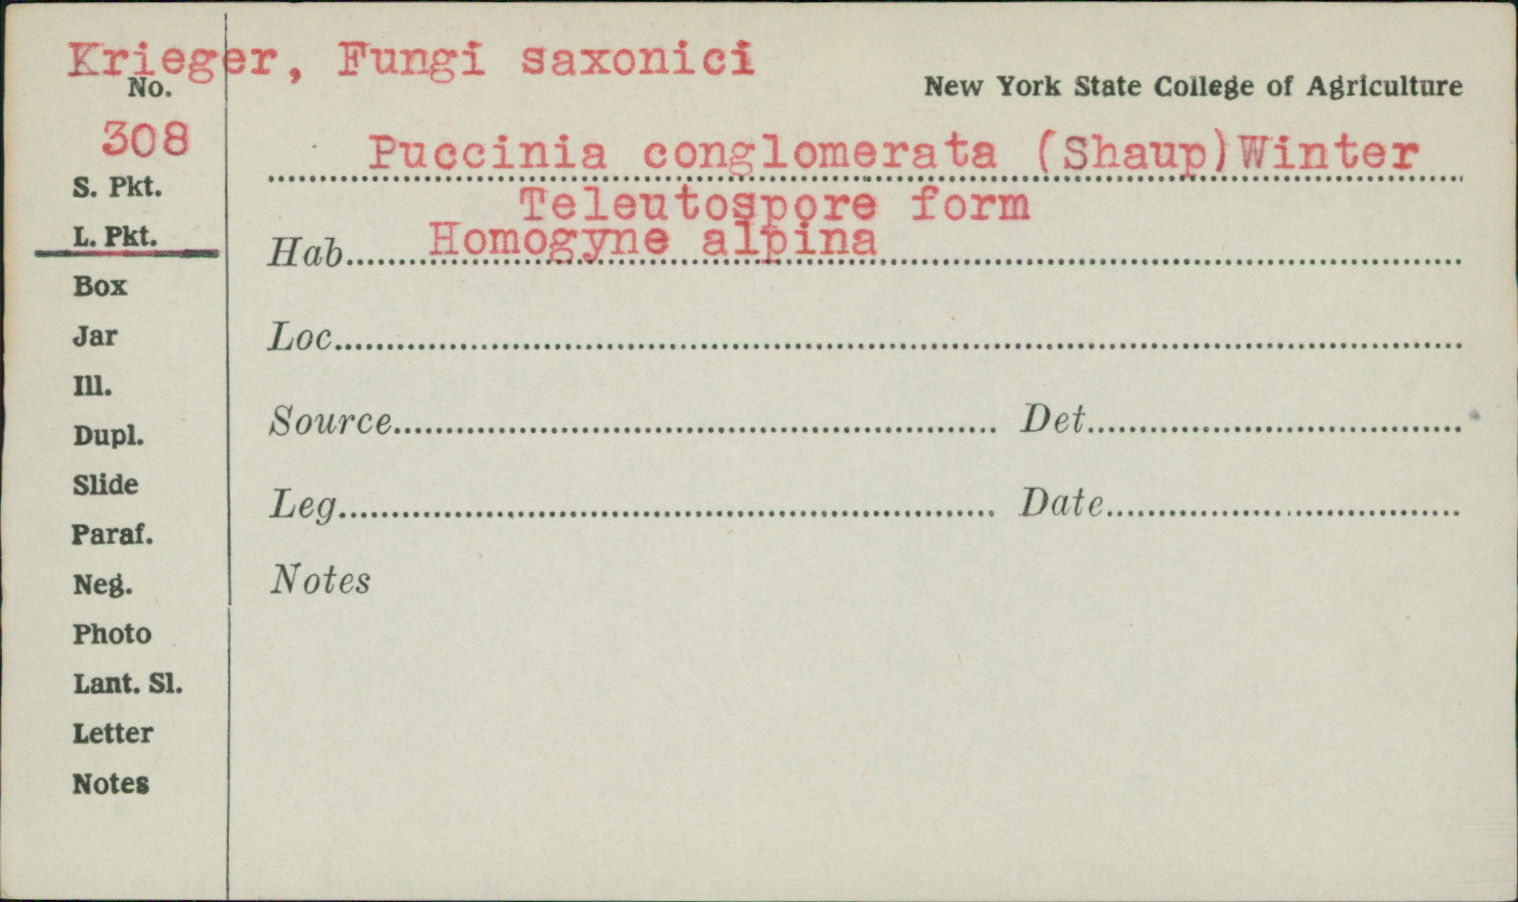 Krieger, Fungi saxonici
No.
New York State College of Agriculture
308
Puccinia conglomerata (Shaup)Winter
S. Pkt.
Teleutospore form
L. Pkt.
Hab. Homogyne alpina
Box
Jar
Loc.
Ill.
Dupl.
Source Det.
Slide
Leg. Date
Paraf.
Neg.
Notes
Photo
Lant. Sl.
Letter
Notes